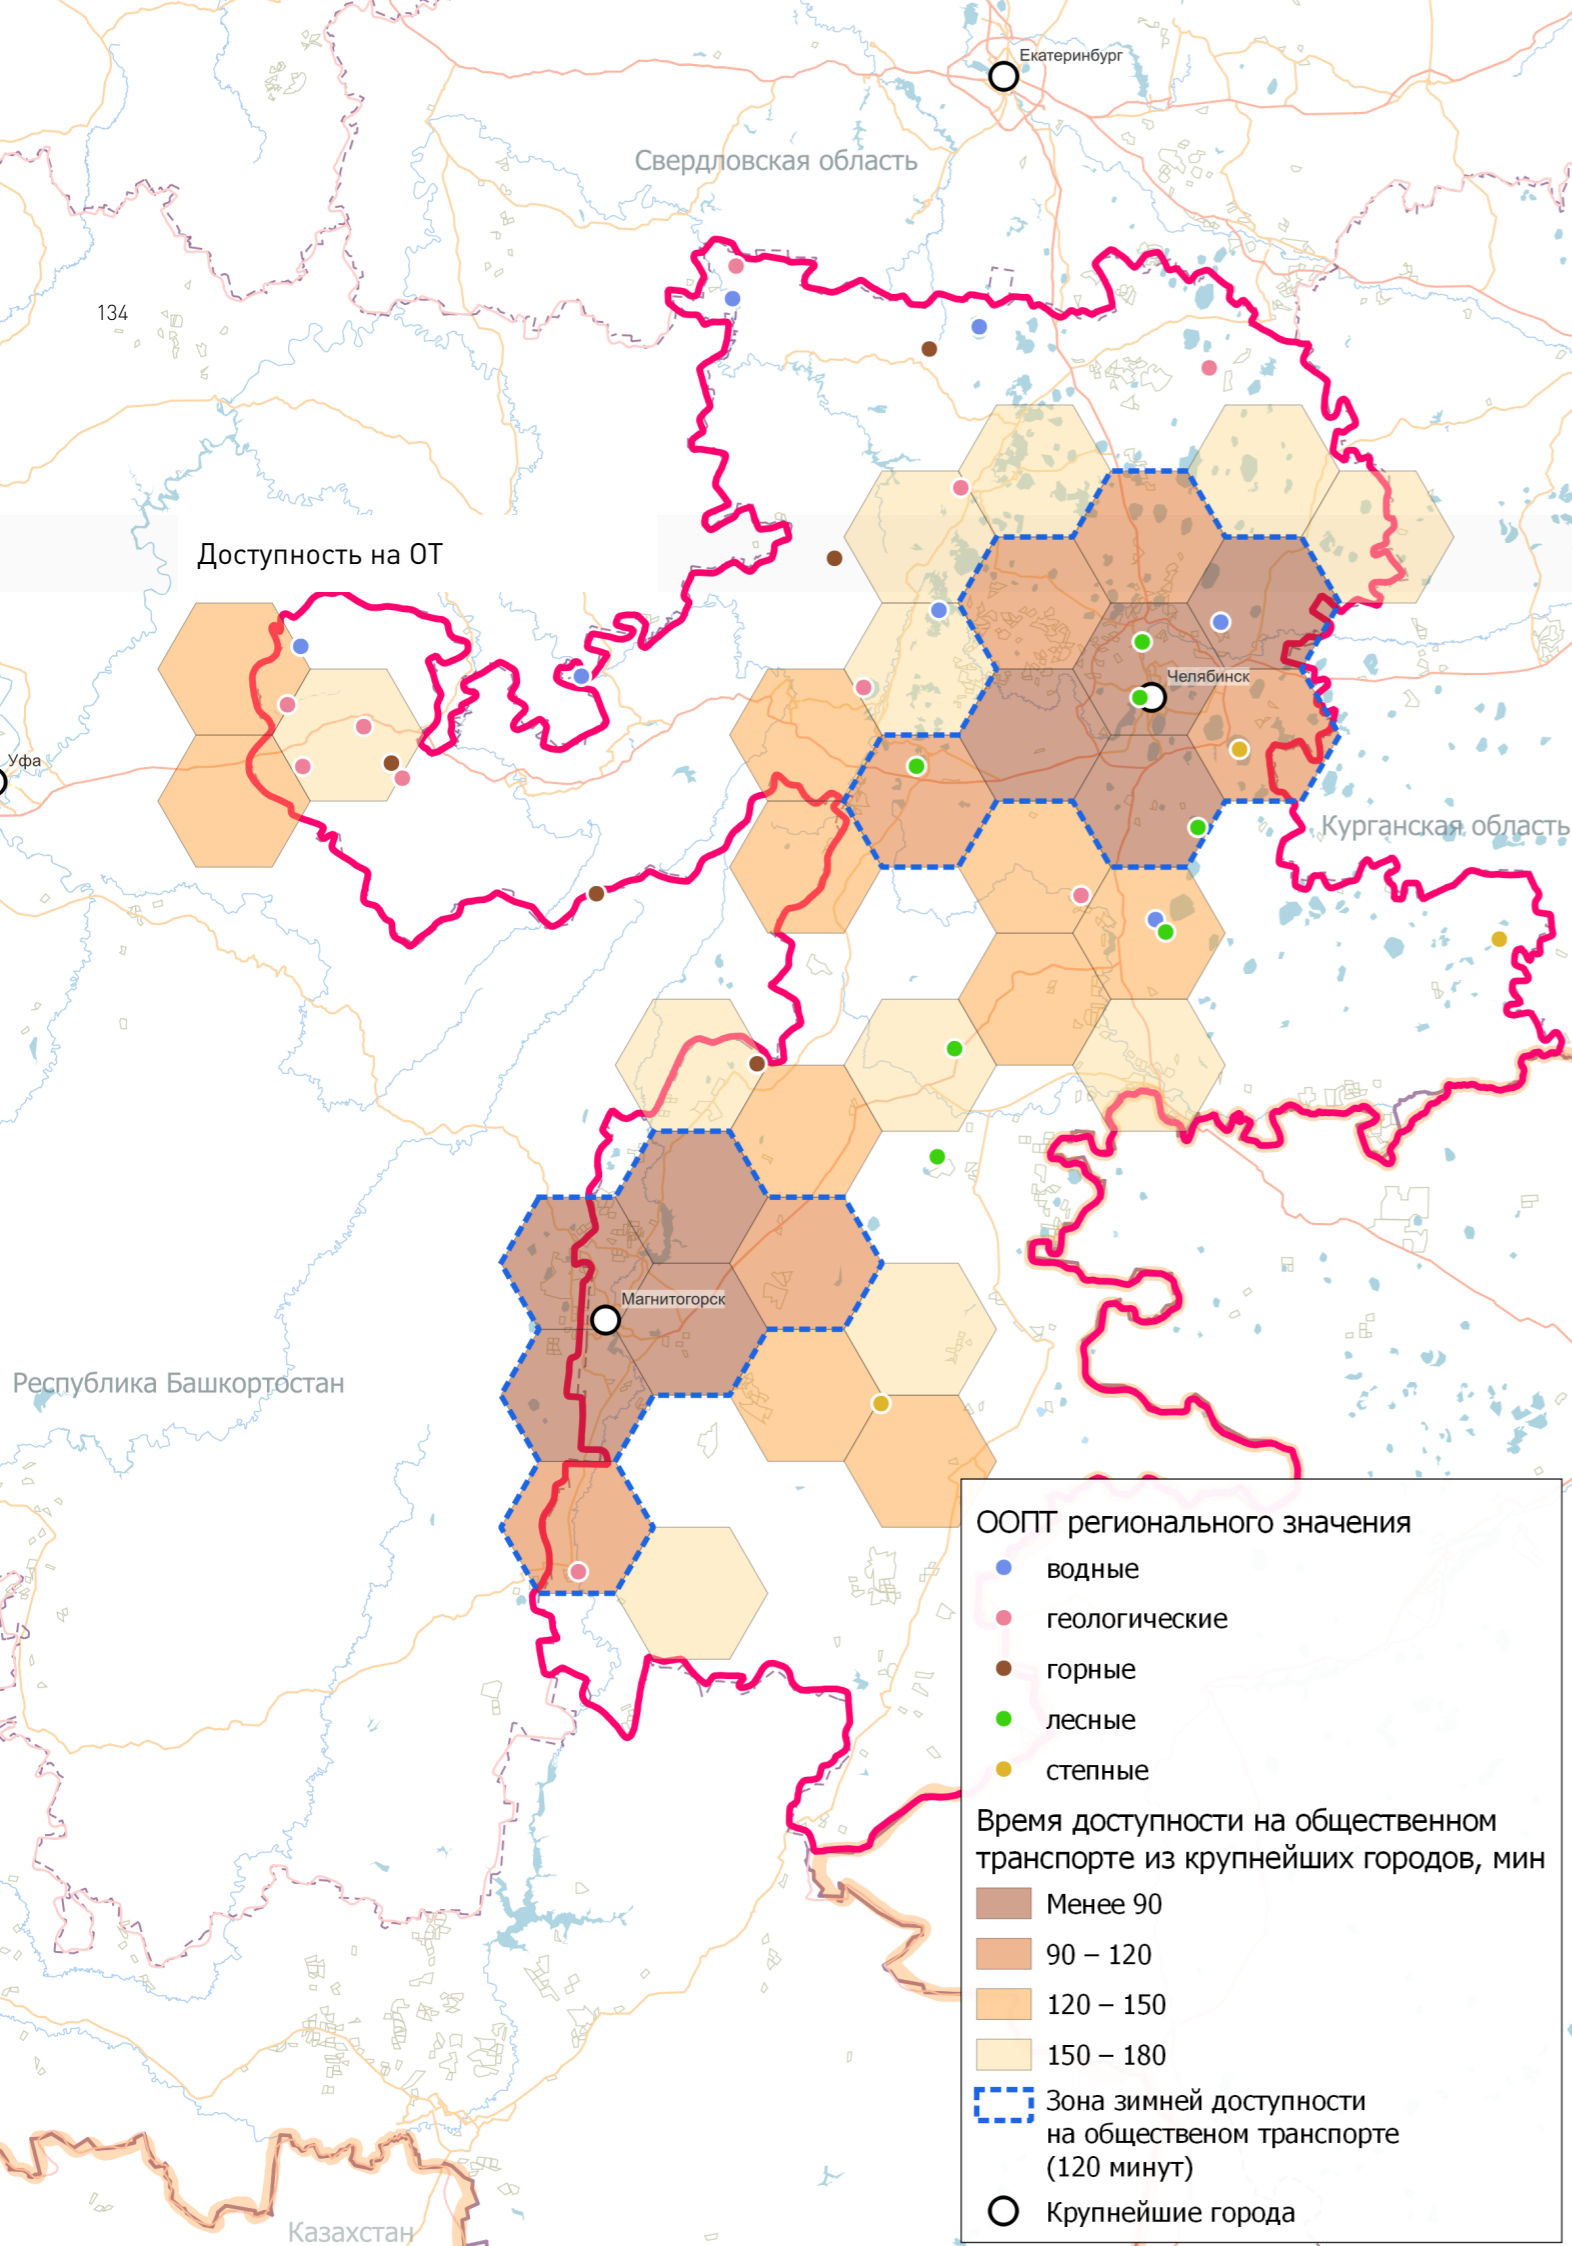 Екатеринбург
Свердловская область
134
Доступность на ОТ
Челябинск
Уфа
Курганская область
Магнитогорск
Республика Башкортостан
ООПТ регионального значения
водные
геологические
горные
лесные
степные
Время доступности на общественном
транспорте из крупнейших городов, мин
Менее 90
90 – 120
120 – 150
150 – 180
Зона зимней доступности
на общественом транспорте
(120 минут)
Крупнейшие города
Казахстан